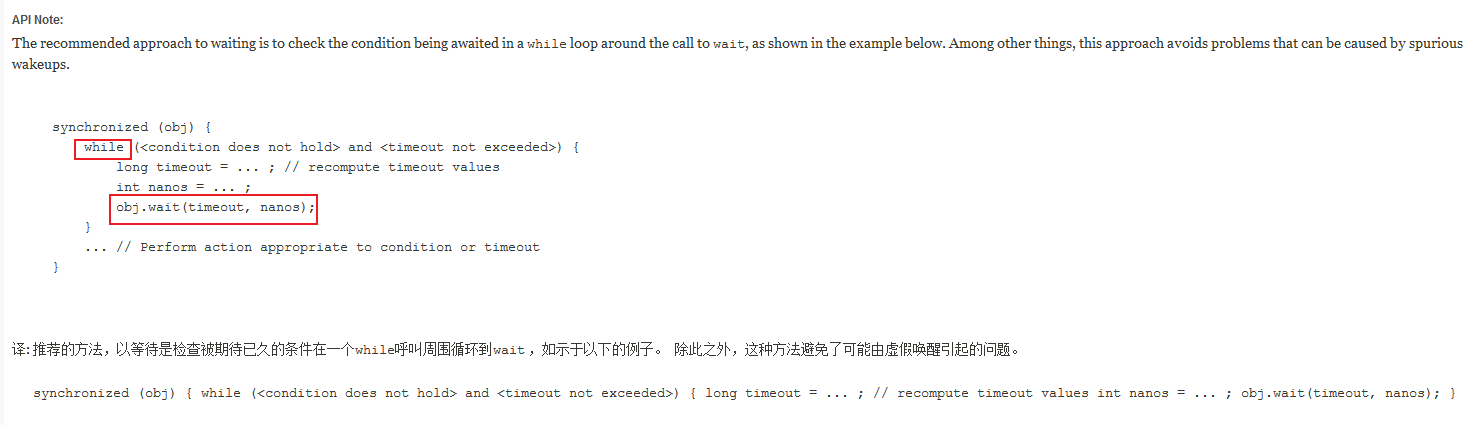 API Note:
The recommended approach to waiting is to check the condition being awaited in a while loop around the call to wait, as shown in the example below. Among other things, this approach avoids problems that can be caused by spurious
wakeups.
synchronized (obj) {
while (<condition does not hold> and <timeout not exceeded>) {
long timeout = ... ; // recompute timeout values
int nanos = ... ;
obj.wait(timeout, nanos);
}
... // Perform action appropriate to condition or timeout
}
译: 推荐的方法，以等待是检查被期待已久的条件在一个while呼叫周围循环到wait ，如示于以下的例子。 除此之外，这种方法避免了可能由虚假唤醒引起的问题。
synchronized (obj) { while (<condition does not hold> and <timeout not exceeded>) { long timeout = ... ; // recompute timeout values int nanos = ... ; obj.wait(timeout, nanos); }